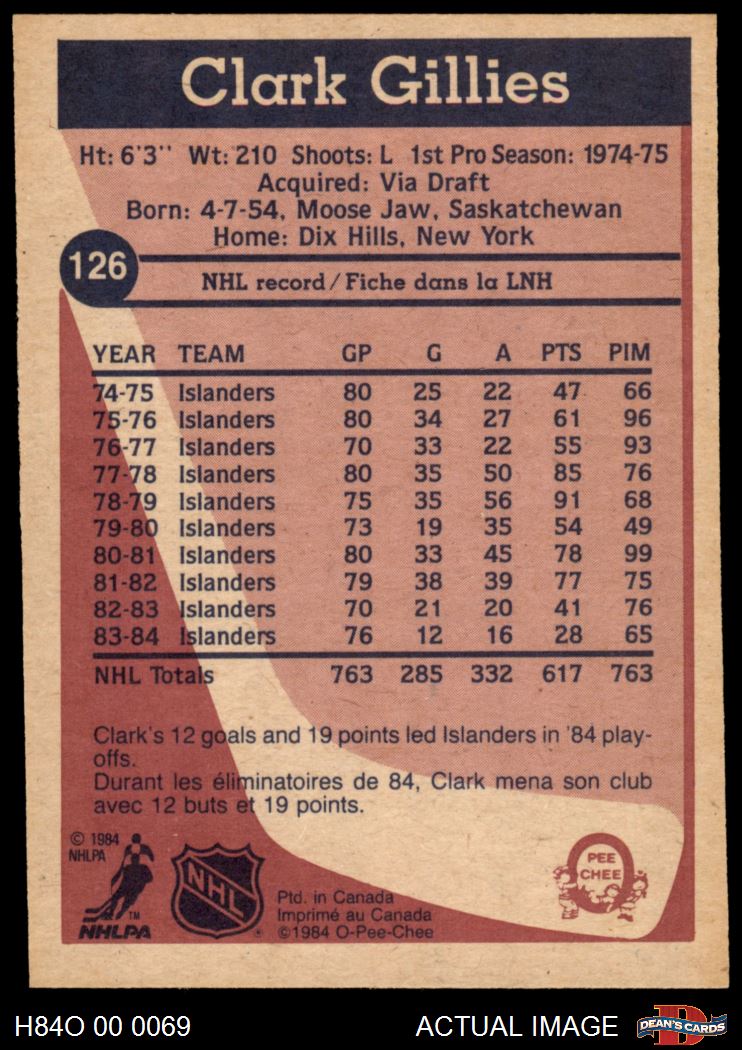 Clark Gillies
Ht: 6'3" Wt: 210 Shoots: L 1st Pro Season: 1974-75
Acquired: Via Draft
Born: 4-7-54, Moose Jaw, Saskatchewan
Home: Dix Hills, New York
126
NHL record/Fiche dans la LNH
YEAR TEAM GP G A PTS PIM
74-75 Islanders 80 25 22 47 66
75-76 Islanders 80 34 27 61 96
76-77 Islanders 70 33 22 55 93
77-78 Islanders 80 35 50 85 76
78-79 Islanders 75 35 56 91 68
79-80 Islanders 73 19 35 54 49
80-81 Islanders 80 33 45 78 99
81-82 Islanders 79 38 39 77 75
82-83 Islanders 70 21 20 41 76
83-84 Islanders 76 12 16 28 65
NHL Totals 763 285 332 617 763
Clark's 12 goals and 19 points led Islanders in '84 play-
offs.
Durant les éliminatoires de 84, Clark mena son club
avec 12 buts et 19 points.
© 1984
NHLPA
TM
NHLPA
NHL
Ptd. in Canada
Imprimé au Canada
©1984 O-Pee-Chee
PEE
CHEE
H84O 00 0069
ACTUAL IMAGE
DEAN'S CARDS